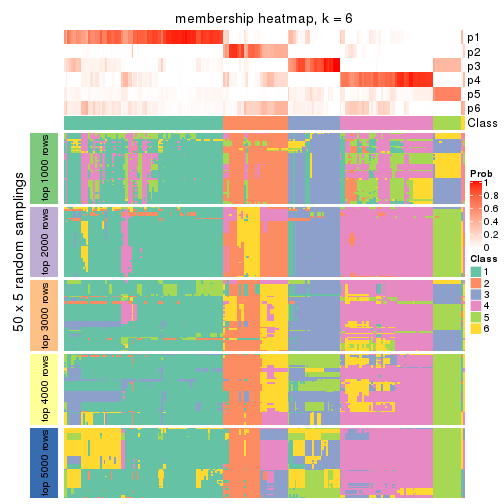 membership heatmap, k = 6
p1
p2
p3
p4
p5
p6
Class
50 x 5 random samplings
top 1000 rows
top 2000 rows
top 3000 rows
top 4000 rows
top 5000 rows
Prob
1
0.8
0.6
0.4
0.2
0
Class
1
2
3
4
5
6